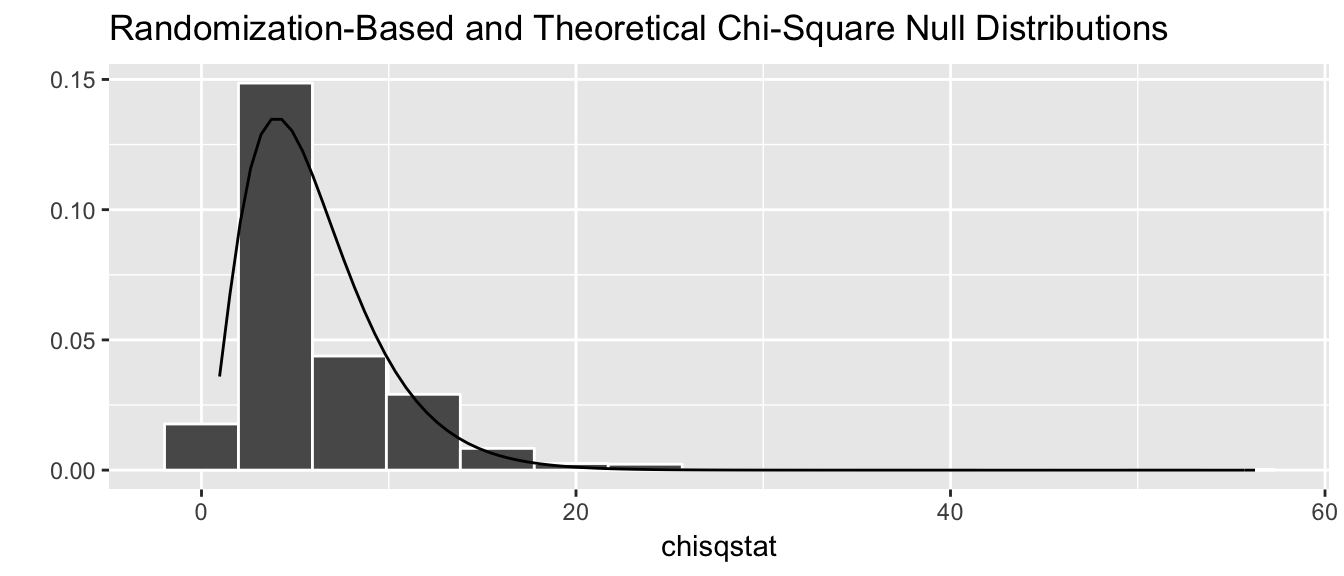 Randomization-Based and Theoretical Chi-Square Null Distributions
0.15
0.10
0.05
0.00
0 20 40 60
chisqstat